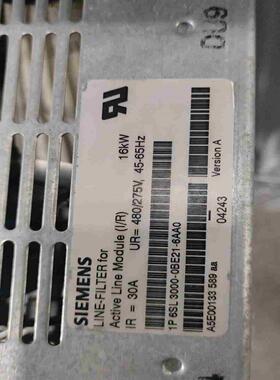 SIEMENS
LINE-FILTER for
Active Line Module (I/R)
16kW
IR = 30A
UR= 480/275V, 45-65Hz
1P 6SL3000-0BE21-6AA0
A5E00133 589 aa
04243
Version A